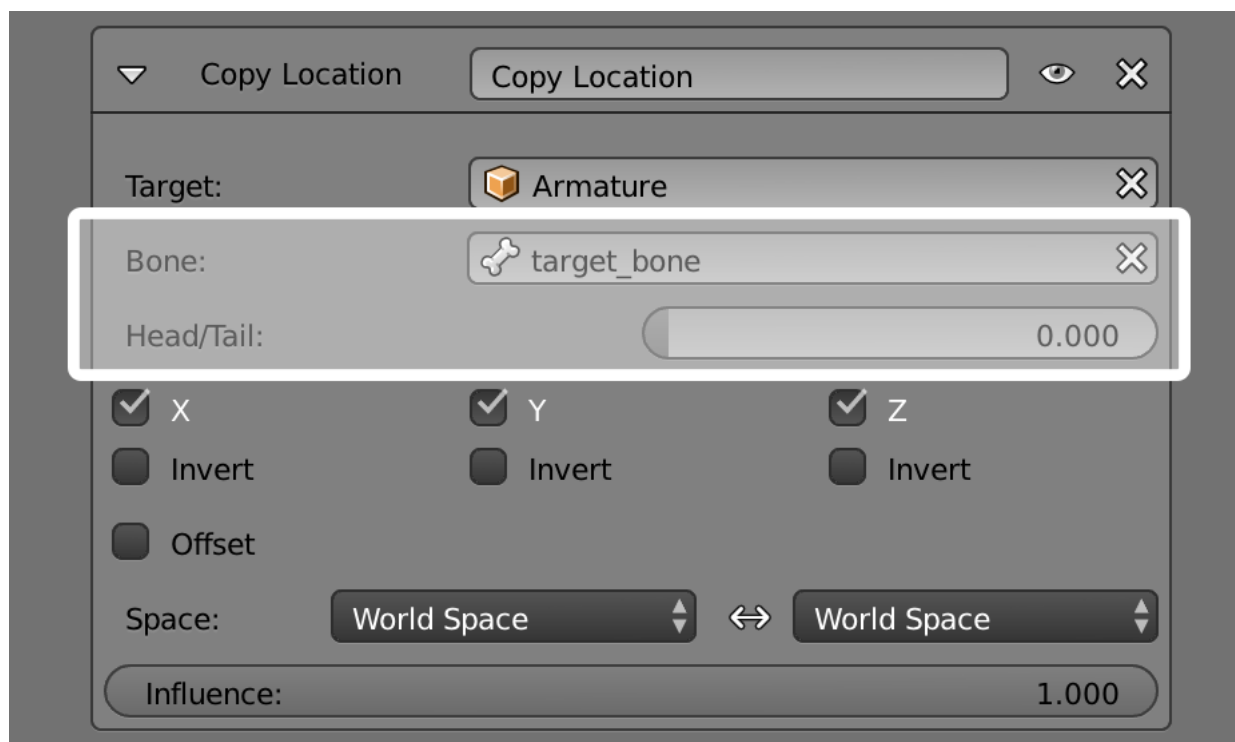 Copy Location Copy Location
Target: Armature
Bone: target_bone
Head/Tail: 0.000
X Y Z
Invert Invert Invert
Offset
Space: World Space World Space
Influence: 1.000